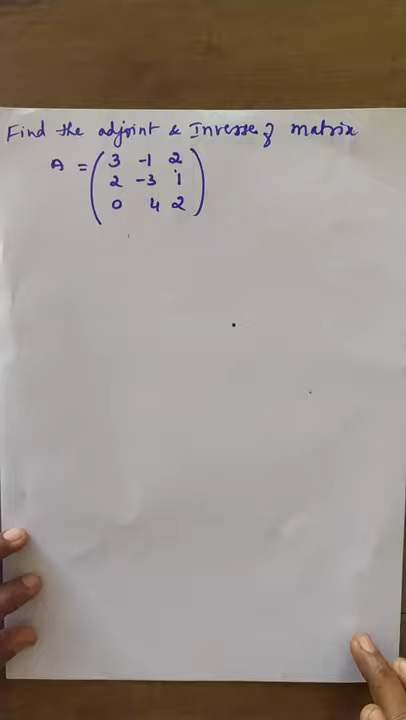 Find the adjoint & Inverse of matrix
A = ( 3 -1 2
2 -3 1
0 4 2 )